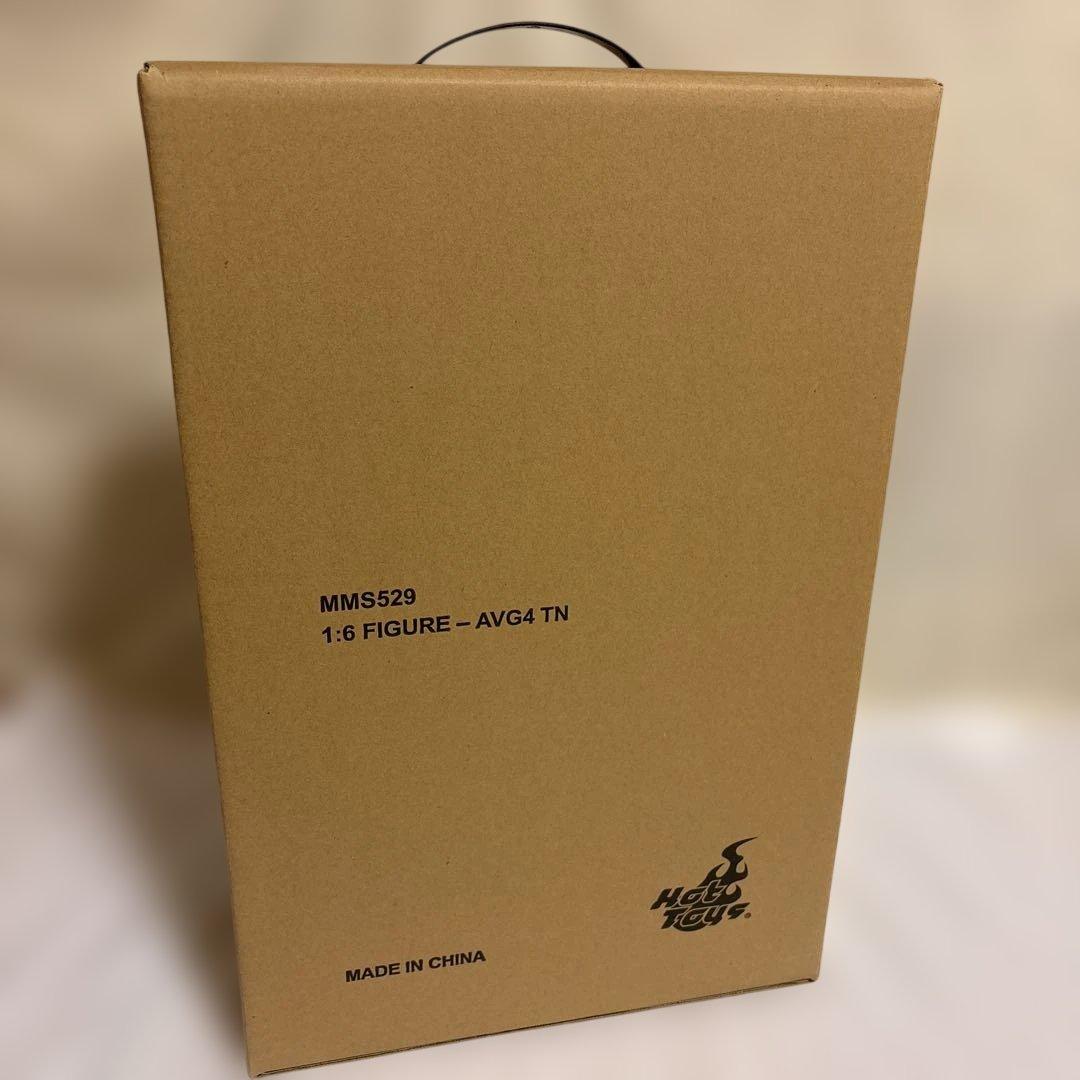 MMS529
1:6 FIGURE – AVG4 TN
Hot
Toys®
MADE IN CHINA